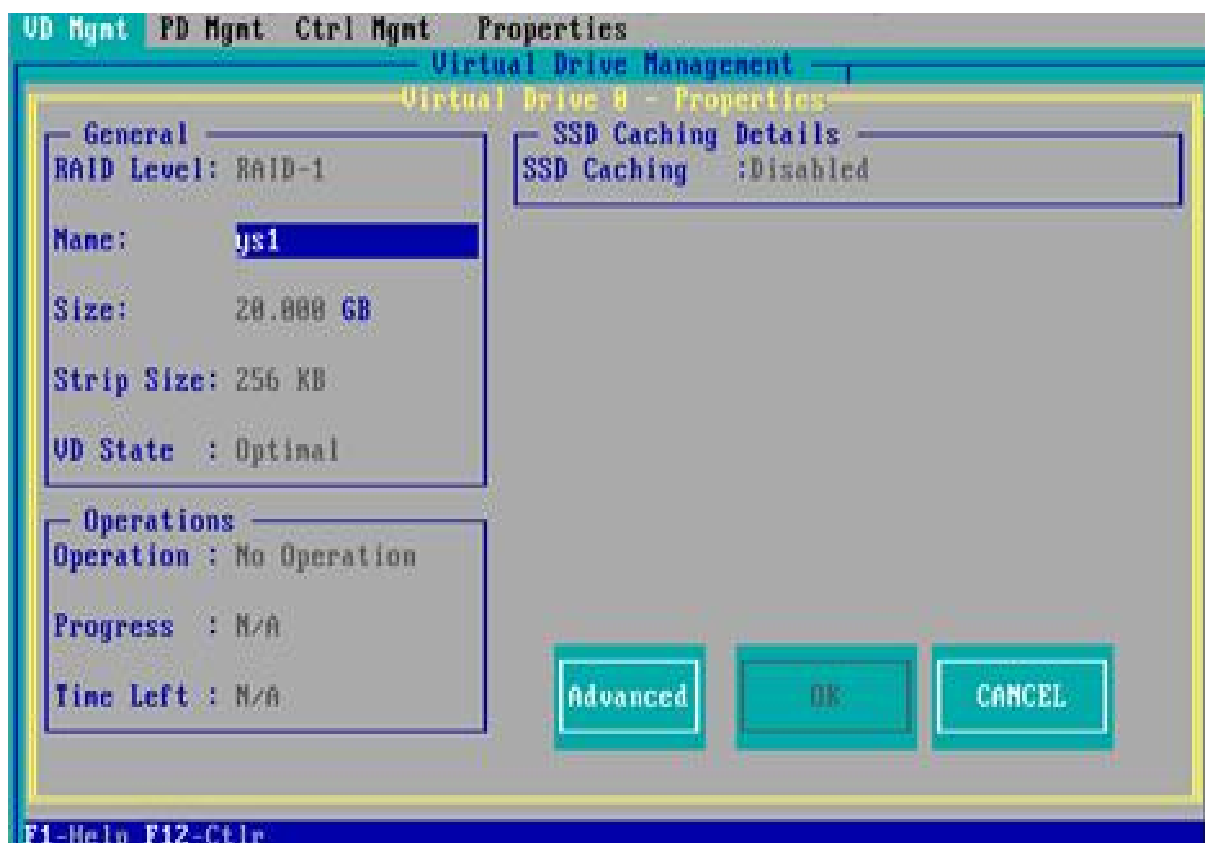 VD Mgmt PD Mgmt Ctrl Mgmt Properties
Virtual Drive Management
Virtual Drive 0 - Properties
General
RAID Level: RAID-1
Name: ys1
Size: 20.000 GB
Strip Size: 256 KB
VD State : Optimal
Operations
Operation : No Operation
Progress : N/A
Time Left : N/A
SSD Caching Details
SSD Caching :Disabled
Advanced
OK
CANCEL
F1-Help F12-Ctlr